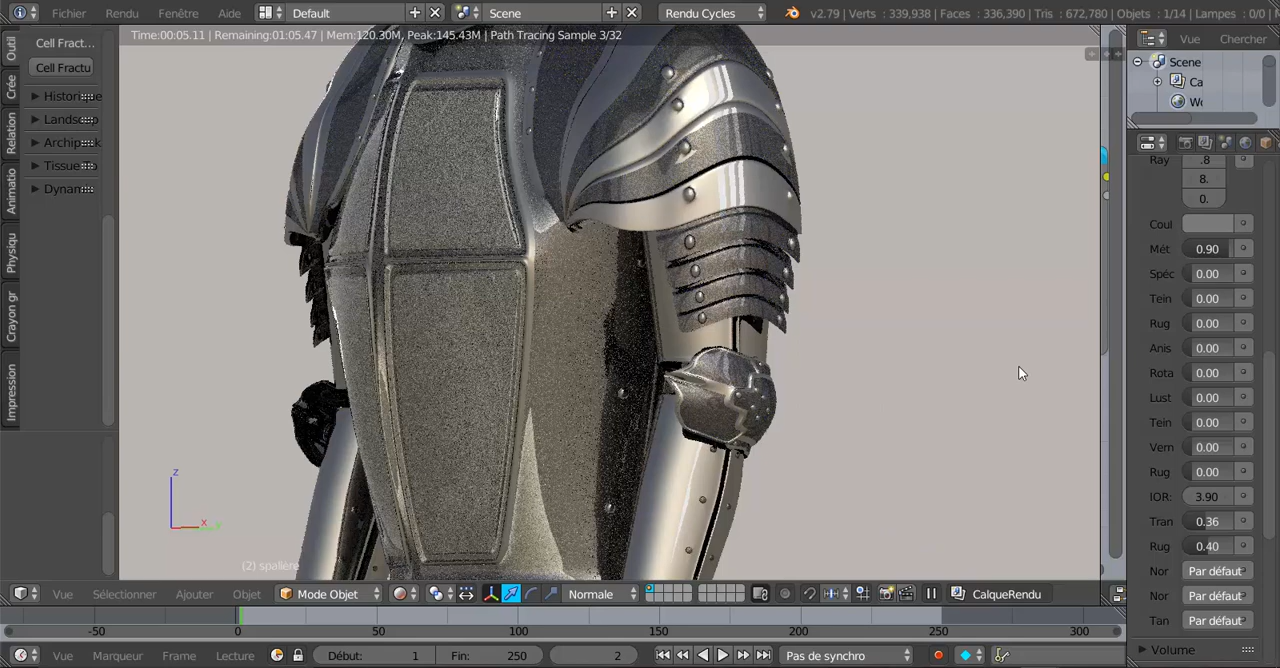 Fichier Rendu Fenêtre Aide Default Scene Rendu Cycles v2.79 | Verts : 339,938 | Faces : 336,390 | Tris : 672,780 | Objets : 1/14 | Lampes : 0/0 |
Time:00:05.11 | Remaining:01:05.47 | Mem:120.30M, Peak:145.43M | Path Tracing Sample 3/32
Outil
Crée
Relation
Animatio
Physiqu
Crayon gr
Impression
Cell Fract...
Cell Fractu
Historique
Landsc
Archipack
Tissue
Dynan
(2) spalière
z
x
y
Vue Sélectionner Ajouter Objet Mode Objet Normale CalqueRendu
-50 0 50 100 150 200 250 300
Vue Marqueur Frame Lecture Début: 1 Fin: 250 2 Pas de synchro
Vue Chercher
Scene
Ca
Wo
Ray .8
8.
0.
Coul
Mét 0.90
Spéc 0.00
Tein 0.00
Rug 0.00
Anis 0.00
Rota 0.00
Lust 0.00
Tein 0.00
Vern 0.00
Rug 0.00
IOR: 3.90
Tran 0.36
Rug 0.40
Nor Par défaut
Nor Par défaut
Tan Par défaut
Volume